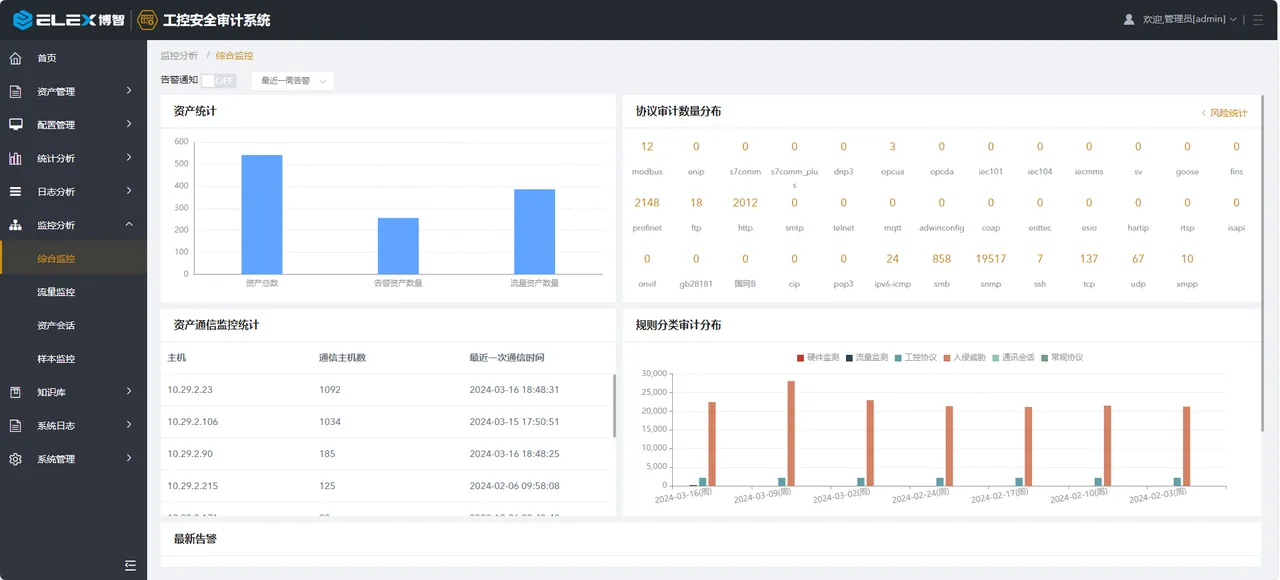 ELEX博智 工控安全审计系统
欢迎,管理员[admin]
首页
资产管理
配置管理
统计分析
日志分析
监控分析
综合监控
流量监控
资产会话
样本监控
知识库
系统日志
系统管理
监控分析 / 综合监控
告警通知 OFF 最近一周告警
资产统计
600
500
400
300
200
100
0
资产总数 告警资产数量 流量资产数量
协议审计数量分布
风险统计
12 0 0 0 0 3 0 0 0 0 0 0 0
modbus enip s7comm s7comm_plus dnp3 opcua opcda iec101 iec104 iecmms sv goose fins
2148 18 2012 0 0 0 0 0 0 0 0 0 0
profinet ftp http smtp telnet mqtt adwinconfig coap enttec esio hartip rtsp isapi
0 0 0 0 0 24 858 19517 7 137 67 10
onvif gb28181 国网B cip pop3 ipv6-icmp smb snmp ssh tcp udp xmpp
资产通信监控统计
主机 通信主机数 最近一次通信时间
10.29.2.23 1092 2024-03-16 18:48:31
10.29.2.106 1034 2024-03-15 17:50:51
10.29.2.90 185 2024-03-16 18:48:25
10.29.2.215 125 2024-02-06 09:58:08
规则分类审计分布
硬件监测 流量监测 工控协议 入侵威胁 通讯会话 常规协议
30,000
25,000
20,000
15,000
10,000
5,000
0
2024-03-16(周) 2024-03-09(周) 2024-03-02(周) 2024-02-24(周) 2024-02-17(周) 2024-02-10(周) 2024-02-03(周)
最新告警